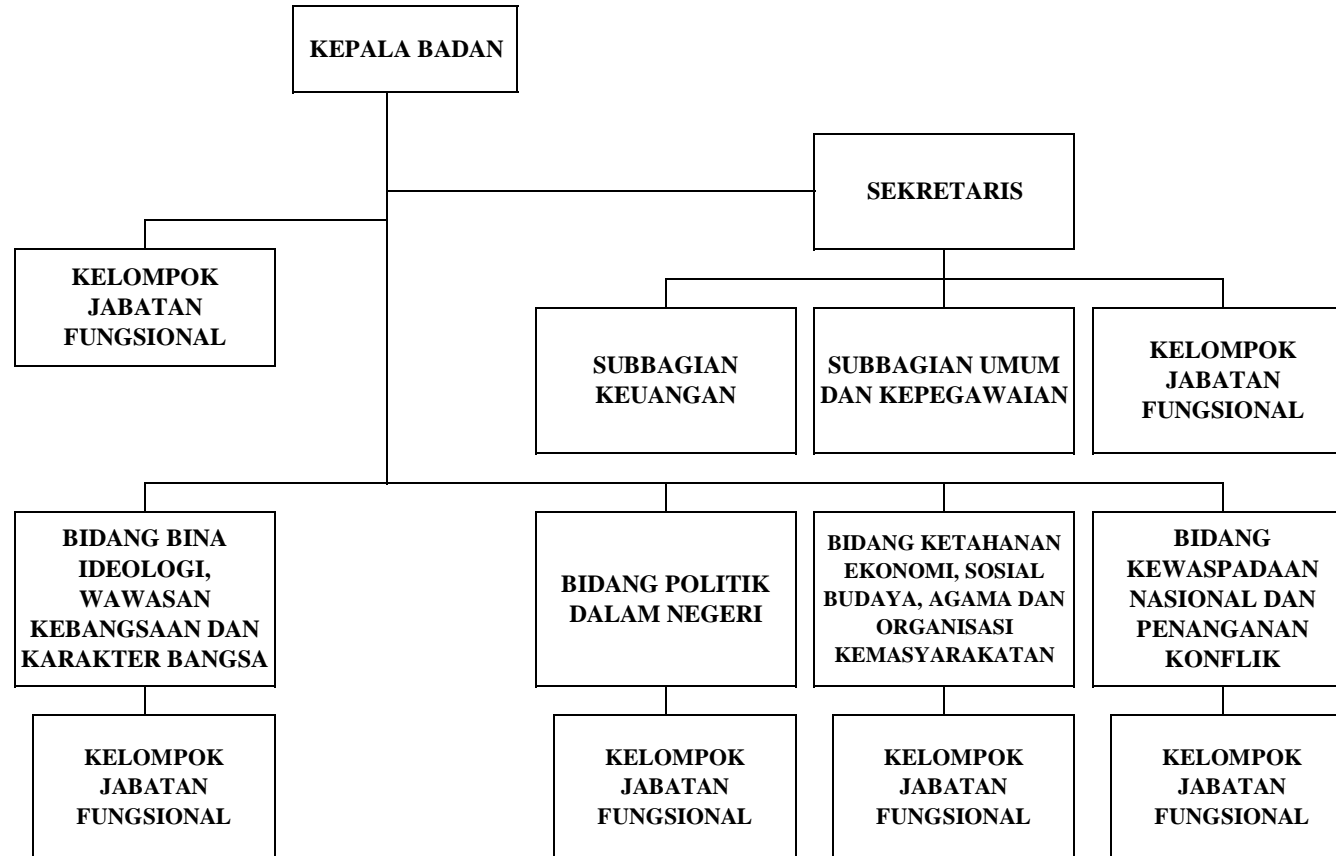 KEPALA BADAN
SEKRETARIS
KELOMPOK
JABATAN
FUNGSIONAL
SUBBAGIAN
KEUANGAN
SUBBAGIAN UMUM
DAN KEPEGAWAIAN
KELOMPOK
JABATAN
FUNGSIONAL
BIDANG BINA
IDEOLOGI,
WAWASAN
KEBANGSAAN DAN
KARAKTER BANGSA
BIDANG POLITIK
DALAM NEGERI
BIDANG KETAHANAN
EKONOMI, SOSIAL
BUDAYA, AGAMA DAN
ORGANISASI
KEMASYARAKATAN
BIDANG
KEWASPADAAN
NASIONAL DAN
PENANGANAN
KONFLIK
KELOMPOK
JABATAN
FUNGSIONAL
KELOMPOK
JABATAN
FUNGSIONAL
KELOMPOK
JABATAN
FUNGSIONAL
KELOMPOK
JABATAN
FUNGSIONAL